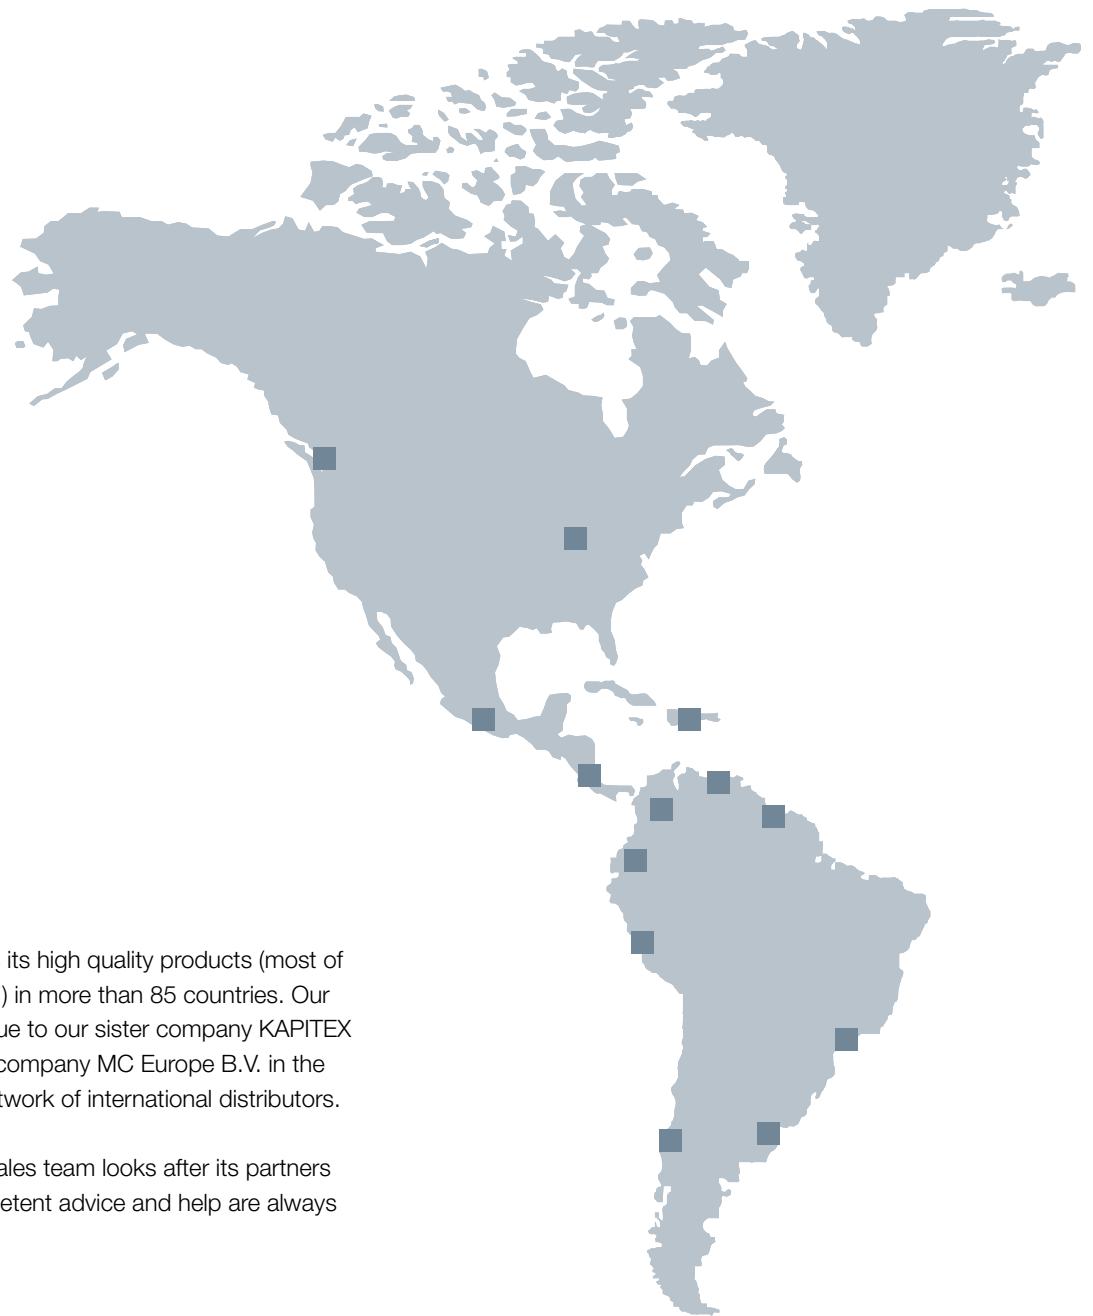 its high quality products (most of
) in more than 85 countries. Our
ue to our sister company KAPITEX
company MC Europe B.V. in the
twork of international distributors.
ales team looks after its partners
etent advice and help are always